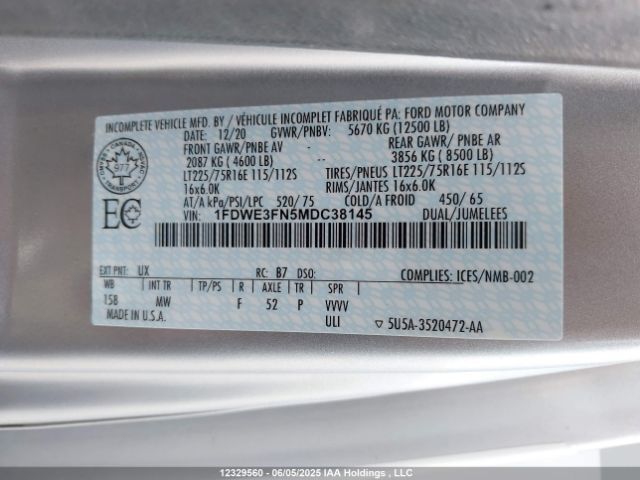 INCOMPLETE VEHICLE MFD. BY / VÉHICULE INCOMPLET FABRIQUÉ PA: FORD MOTOR COMPANY
DATE: 12/20 GVWR/PNBV: 5670 KG (12500 LB)
FRONT GAWR/PNBE AV -- REAR GAWR/PNBE AR
2087 KG (4600 LB) -- 3856 KG (8500 LB)
LT225/75R16E 115/112S TIRES/PNEUS LT225/75R16E 115/112S
16x6.0K RIMS/JANTES 16x6.0K
AT/A kPa/PSI/LPC 520/75 COLD/A FROID 450/65
1FDWE3FN5MDC38145 DUAL/JUMELEES
977
TRANSPORT
EC
EXT PNT: UX RC: B7 DSO: COMPLIES: ICES/NMB-002
WB INT TR TP/PS R AXLE TR SPR
158 MW F 52 P VVVV
MADE IN U.S.A. ULI ▽ 5U5A-3520472-AA
12329560 - 06/05/2025 IAA Holdings , LLC